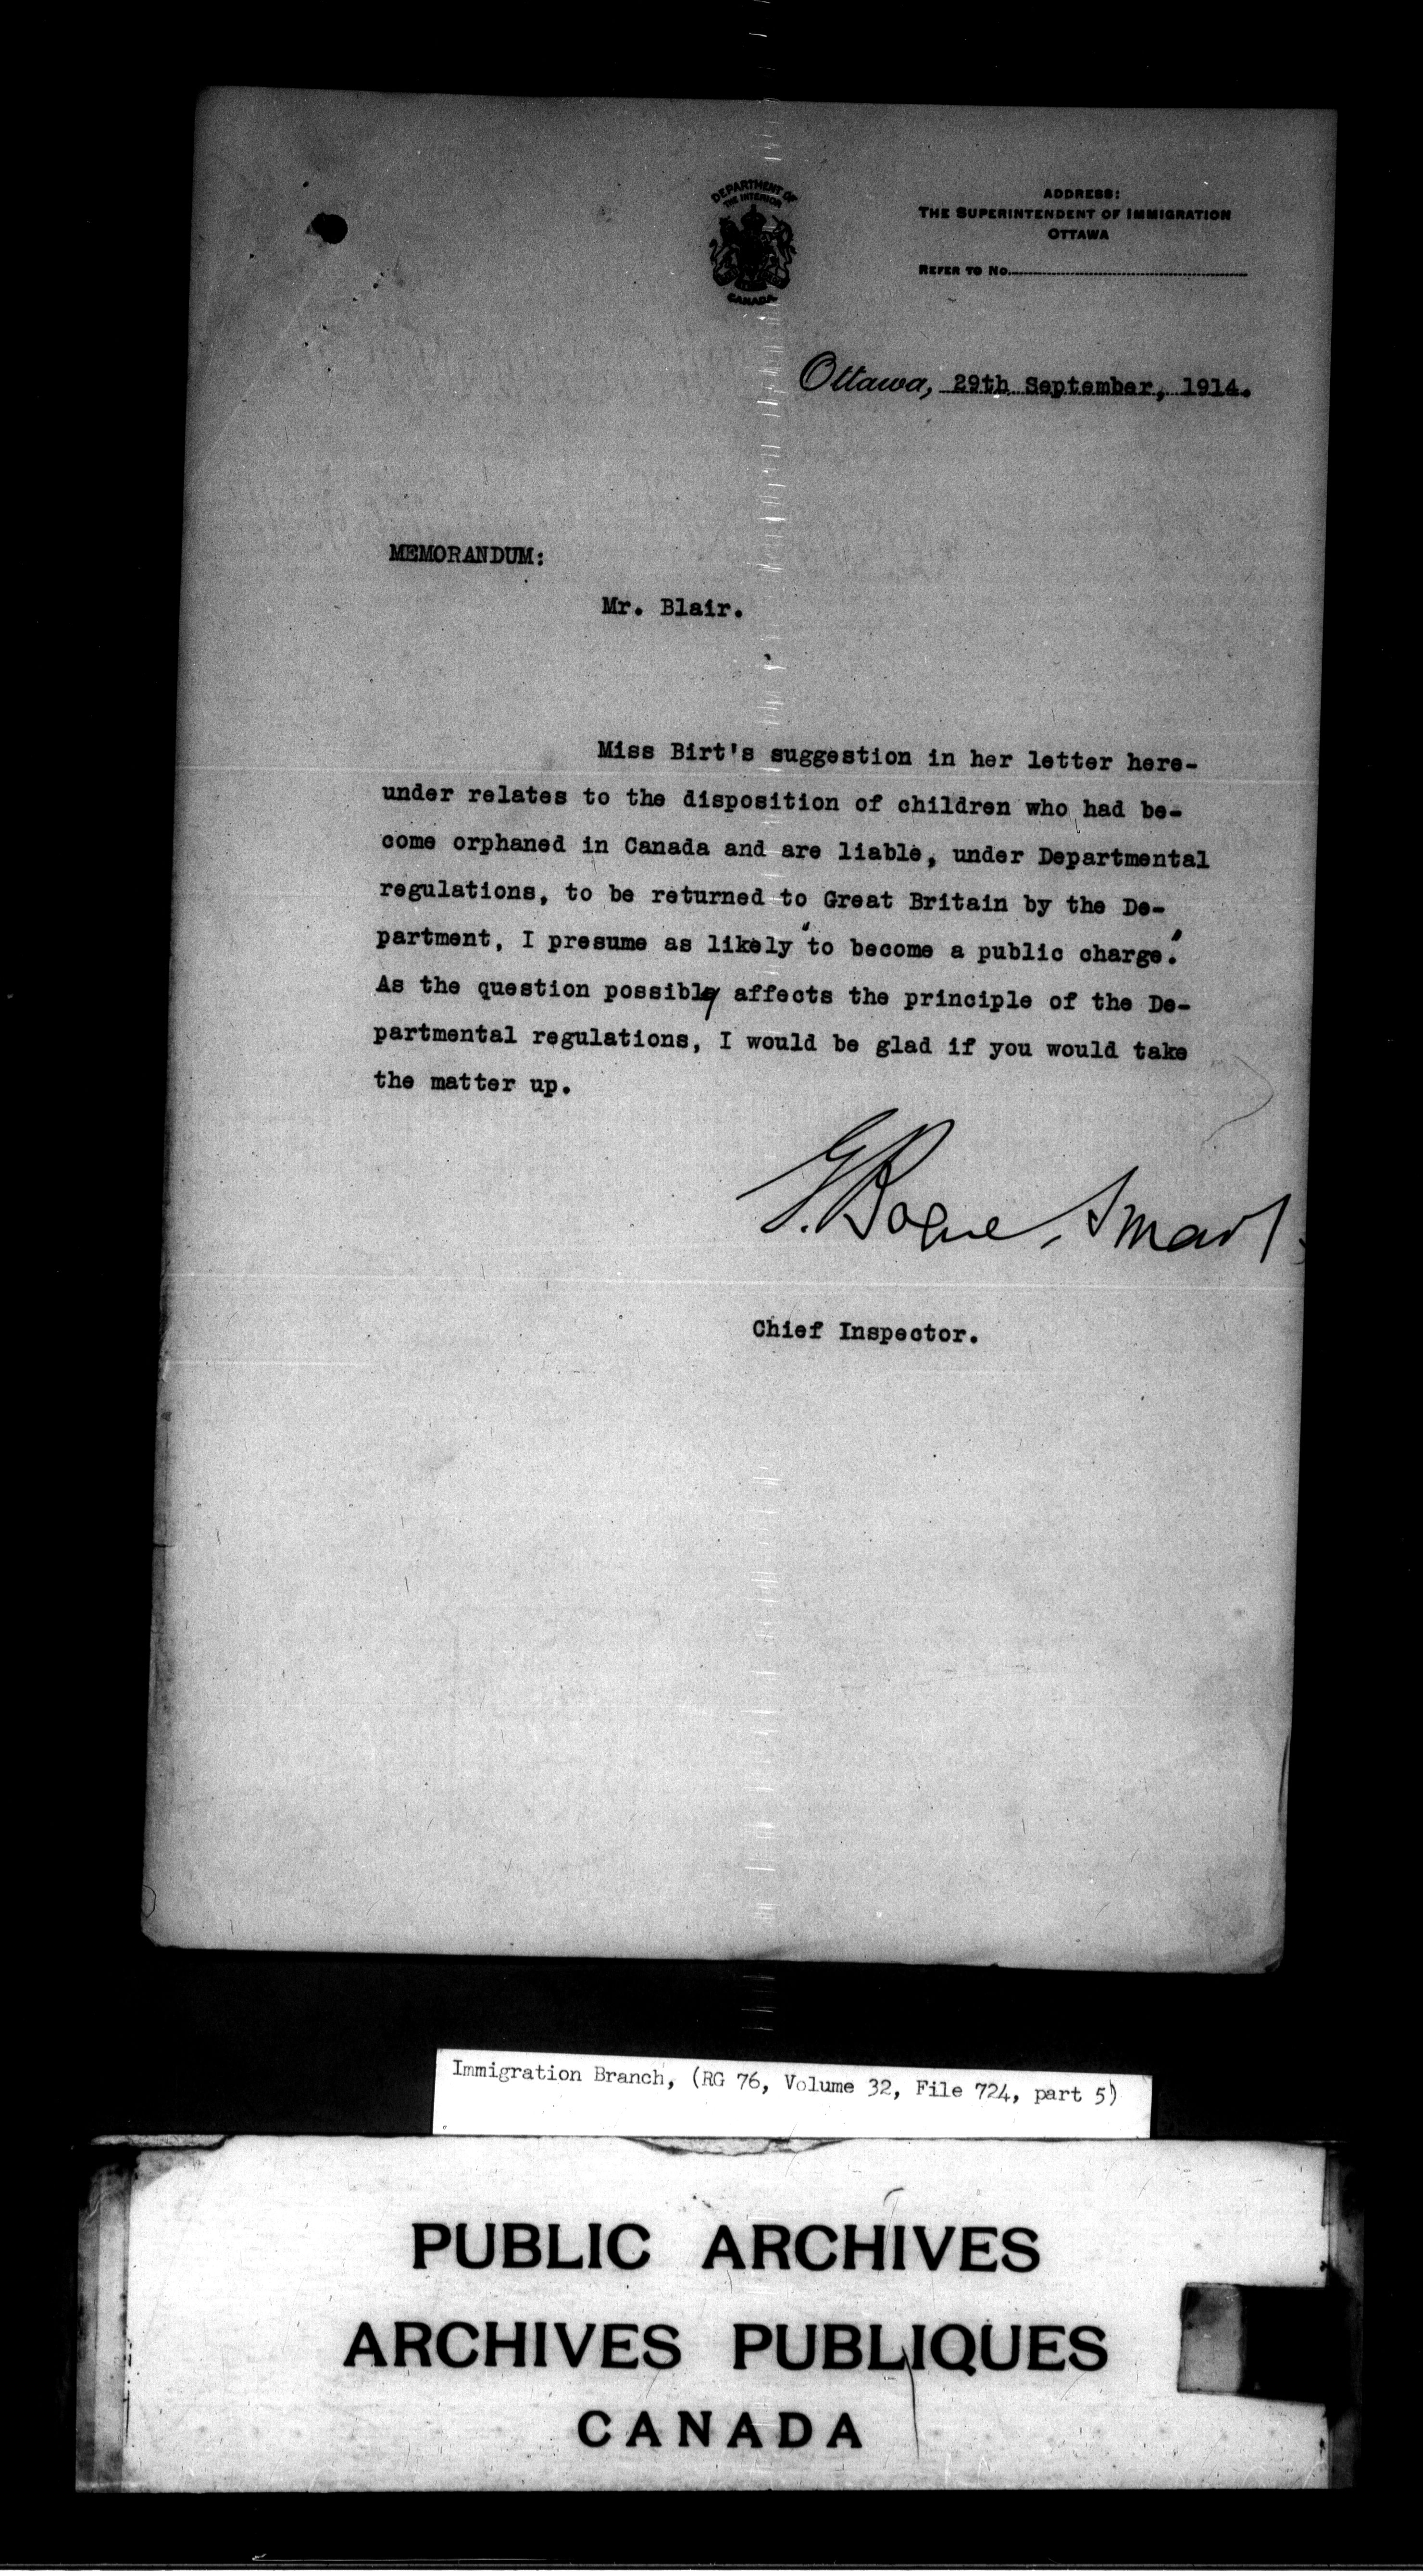 DEPARTMENT OF
THE INTERIOR
CANADA
ADDRESS:
THE SUPERINTENDENT OF IMMIGRATION
OTTAWA
REFER TO No.
Ottawa, 29th September, 1914.
MEMORANDUM:
Mr. Blair.
Miss Birt's suggestion in her letter here-
under relates to the disposition of children who had be-
come orphaned in Canada and are liable, under Departmental
regulations, to be returned to Great Britain by the De-
partment, I presume as likely "to become a public charge."
As the question possibly affects the principle of the De-
partmental regulations, I would be glad if you would take
the matter up.
G. Bogue Smart
Chief Inspector.
Immigration Branch, (RG 76, Volume 32, File 724, part 5)
PUBLIC ARCHIVES
ARCHIVES PUBLIQUES
CANADA